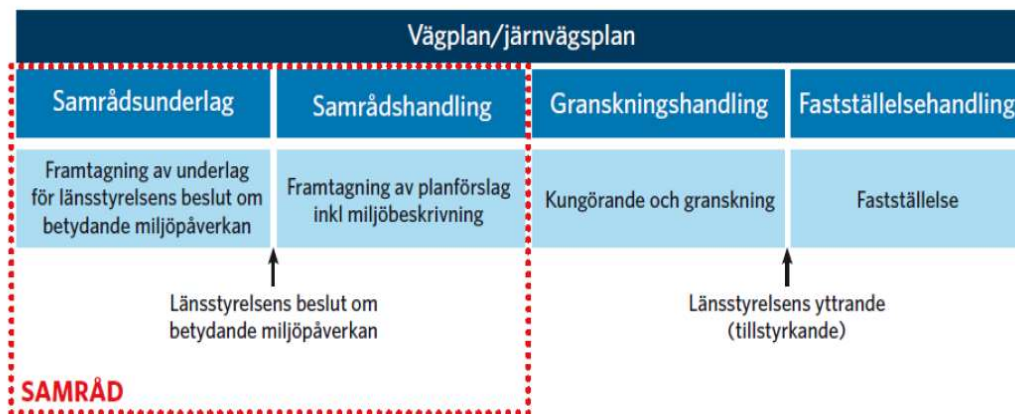 Vägplan/järnvägsplan
Samrådsunderlag
Samrådshandling
Granskningshandling
Fastställelsehandling
Framtagning av underlag
för länsstyrelsens beslut om
betydande miljöpåverkan
Framtagning av planförslag
inkl miljöbeskrivning
Kungörande och granskning
Fastställelse
Länsstyrelsens beslut om
betydande miljöpåverkan
Länsstyrelsens yttrande
(tillstyrkande)
SAMRÅD